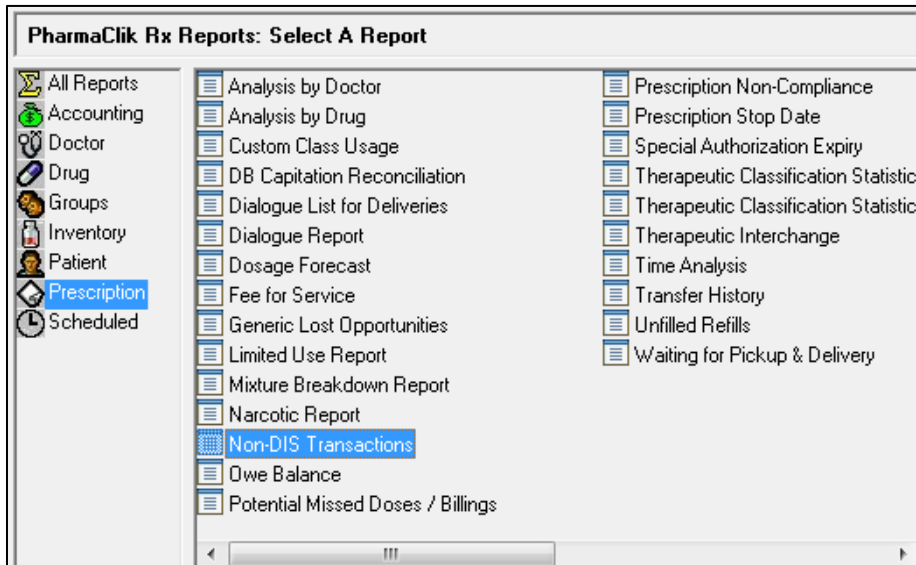 PharmaClik Rx Reports: Select A Report
All Reports
Accounting
Doctor
Drug
Groups
Inventory
Patient
Prescription
Scheduled
Analysis by Doctor
Analysis by Drug
Custom Class Usage
DB Capitation Reconciliation
Dialogue List for Deliveries
Dialogue Report
Dosage Forecast
Fee for Service
Generic Lost Opportunities
Limited Use Report
Mixture Breakdown Report
Narcotic Report
Non-DIS Transactions
Owe Balance
Potential Missed Doses / Billings
Prescription Non-Compliance
Prescription Stop Date
Special Authorization Expiry
Therapeutic Classification Statistic
Therapeutic Classification Statistic
Therapeutic Interchange
Time Analysis
Transfer History
Unfilled Refills
Waiting for Pickup & Delivery